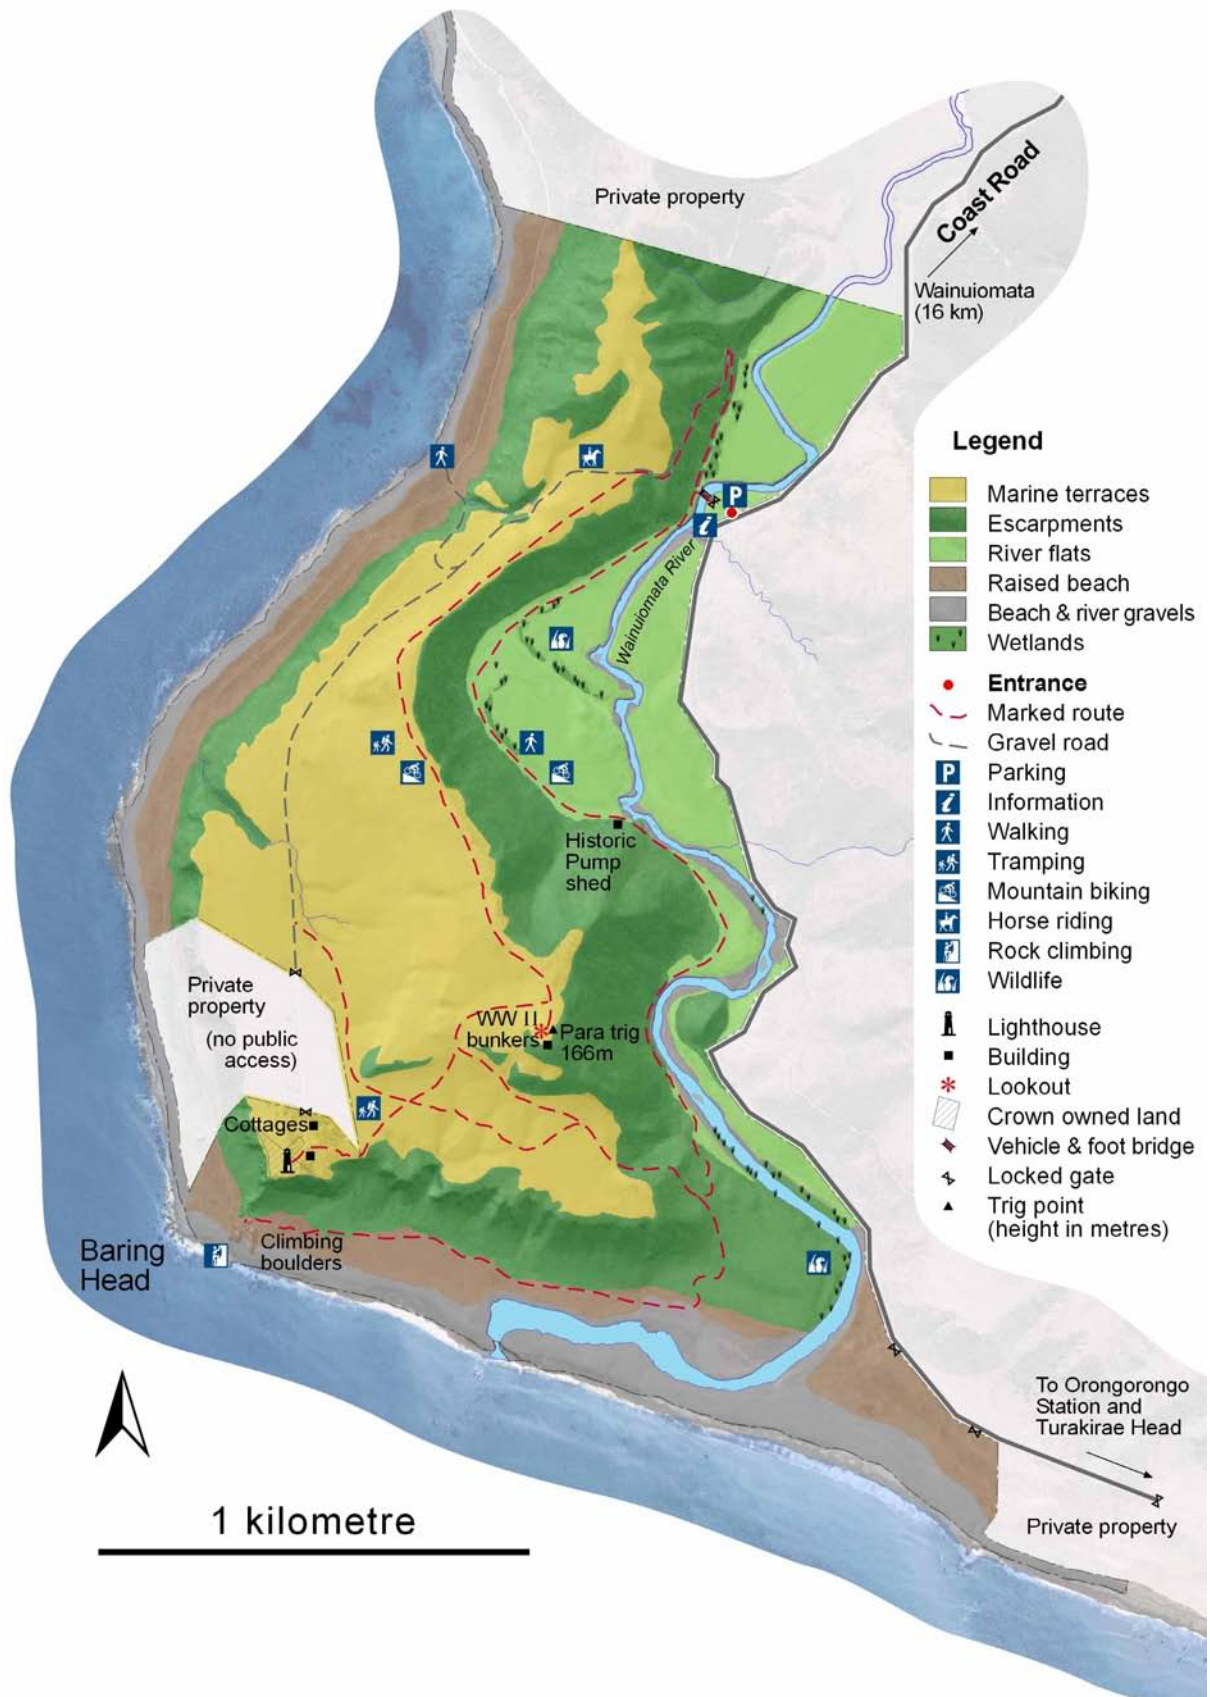 Private property
Coast Road
Wainuiomata
(16 km)
Legend
Marine terraces
Escarpments
River flats
Raised beach
Beach & river gravels
Wetlands
Entrance
Marked route
Gravel road
P Parking
i Information
Walking
Tramping
Mountain biking
Horse riding
Rock climbing
Wildlife
Lighthouse
Building
Lookout
Crown owned land
Vehicle & foot bridge
Locked gate
Trig point
(height in metres)
P
i
Wainuiomata River
Historic
Pump
shed
WW II
bunkers
Para trig
166m
Private
property
(no public
access)
Cottages
Climbing
boulders
Baring
Head
To Orongorongo
Station and
Turakirae Head
Private property
1 kilometre